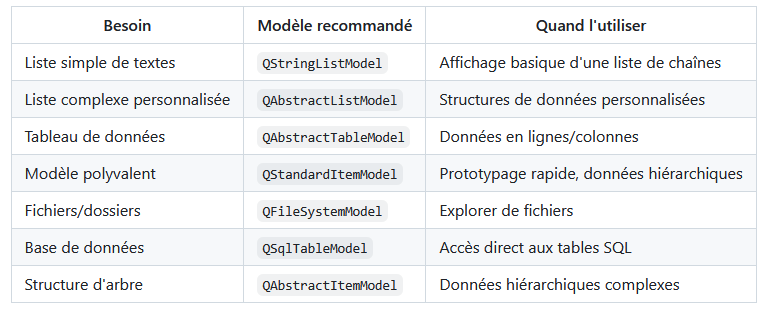 Besoin Modèle recommandé Quand l'utiliser
Liste simple de textes QStringListModel Affichage basique d'une liste de chaînes
Liste complexe personnalisée QAbstractListModel Structures de données personnalisées
Tableau de données QAbstractTableModel Données en lignes/colonnes
Modèle polyvalent QStandardItemModel Prototypage rapide, données hiérarchiques
Fichiers/dossiers QFileSystemModel Explorer de fichiers
Base de données QSqlTableModel Accès direct aux tables SQL
Structure d'arbre QAbstractItemModel Données hiérarchiques complexes